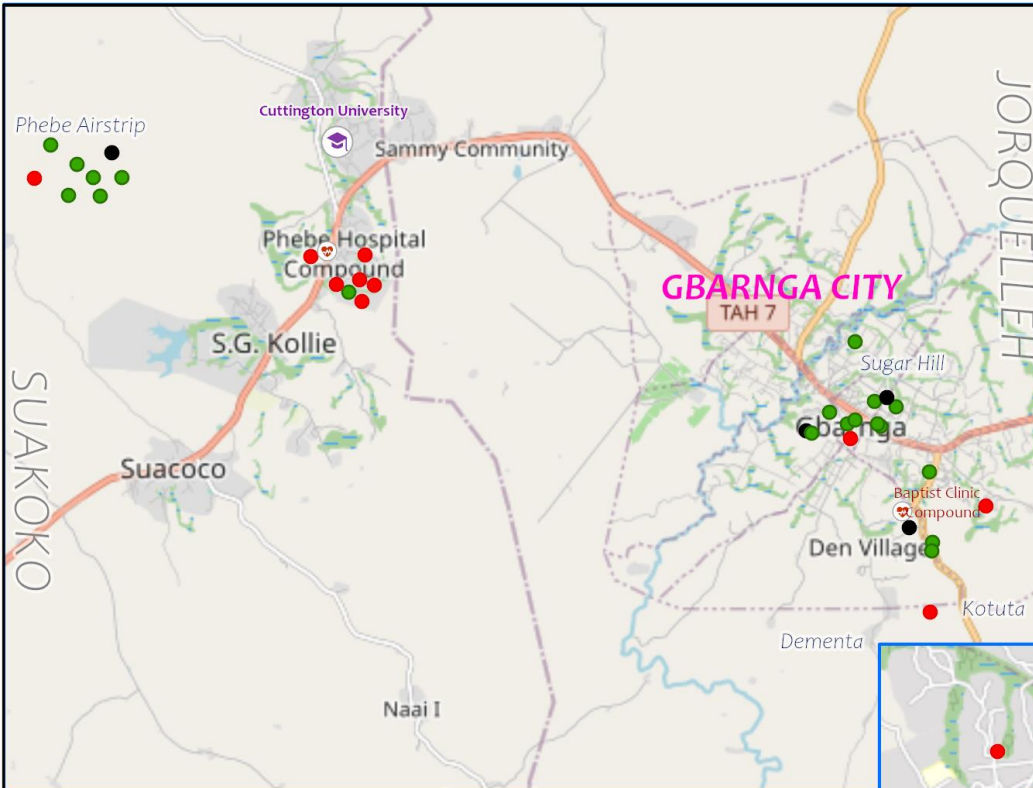 Phebe Airstrip
Cuttington University
Sammy Community
JORQUELLEH
Phebe Hospital
Compound
GBARNGA CITY
TAH 7
S.G. Kollie
Sugar Hill
SUAKOKO
Gbarnga
Suacoco
Baptist Clinic
Compound
Den Village
Kotuta
Dementa
Naai I